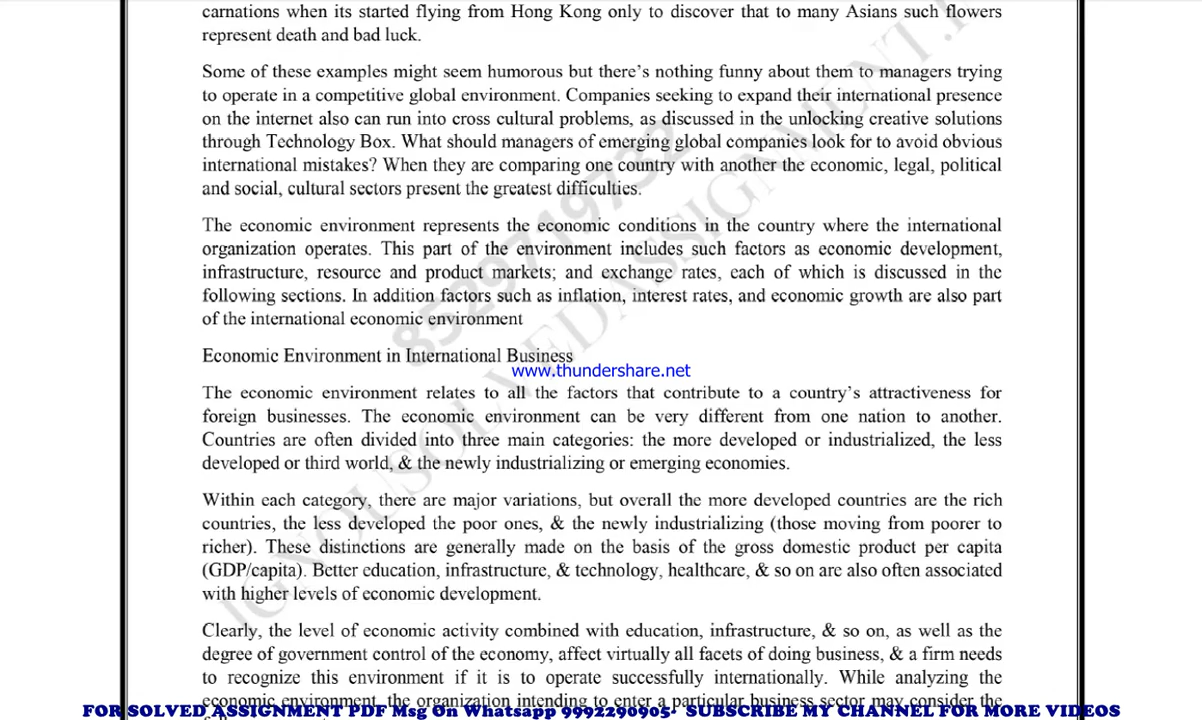 carnations when its started flying from Hong Kong only to discover that to many Asians such flowers
represent death and bad luck.
Some of these examples might seem humorous but there's nothing funny about them to managers trying
to operate in a competitive global environment. Companies seeking to expand their international presence
on the internet also can run into cross cultural problems, as discussed in the unlocking creative solutions
through Technology Box. What should managers of emerging global companies look for to avoid obvious
international mistakes? When they are comparing one country with another the economic, legal, political
and social, cultural sectors present the greatest difficulties.
The economic environment represents the economic conditions in the country where the international
organization operates. This part of the environment includes such factors as economic development,
infrastructure, resource and product markets; and exchange rates, each of which is discussed in the
following sections. In addition factors such as inflation, interest rates, and economic growth are also part
of the international economic environment
Economic Environment in International Business
www.thundershare.net
The economic environment relates to all the factors that contribute to a country's attractiveness for
foreign businesses. The economic environment can be very different from one nation to another.
Countries are often divided into three main categories: the more developed or industrialized, the less
developed or third world, & the newly industrializing or emerging economies.
Within each category, there are major variations, but overall the more developed countries are the rich
countries, the less developed the poor ones, & the newly industrializing (those moving from poorer to
richer). These distinctions are generally made on the basis of the gross domestic product per capita
(GDP/capita). Better education, infrastructure, & technology, healthcare, & so on are also often associated
with higher levels of economic development.
Clearly, the level of economic activity combined with education, infrastructure, & so on, as well as the
degree of government control of the economy, affect virtually all facets of doing business, & a firm needs
to recognize this environment if it is to operate successfully internationally. While analyzing the
economic environment, the organization intending to enter a particular business sector may consider the
FOR SOLVED ASSIGNMENT PDF Msg On Whatsapp 9992290905- SUBSCRIBE MY CHANNEL FOR MORE VIDEOS
8529719732
IGNOUSOLVEDASSIGNMENT.